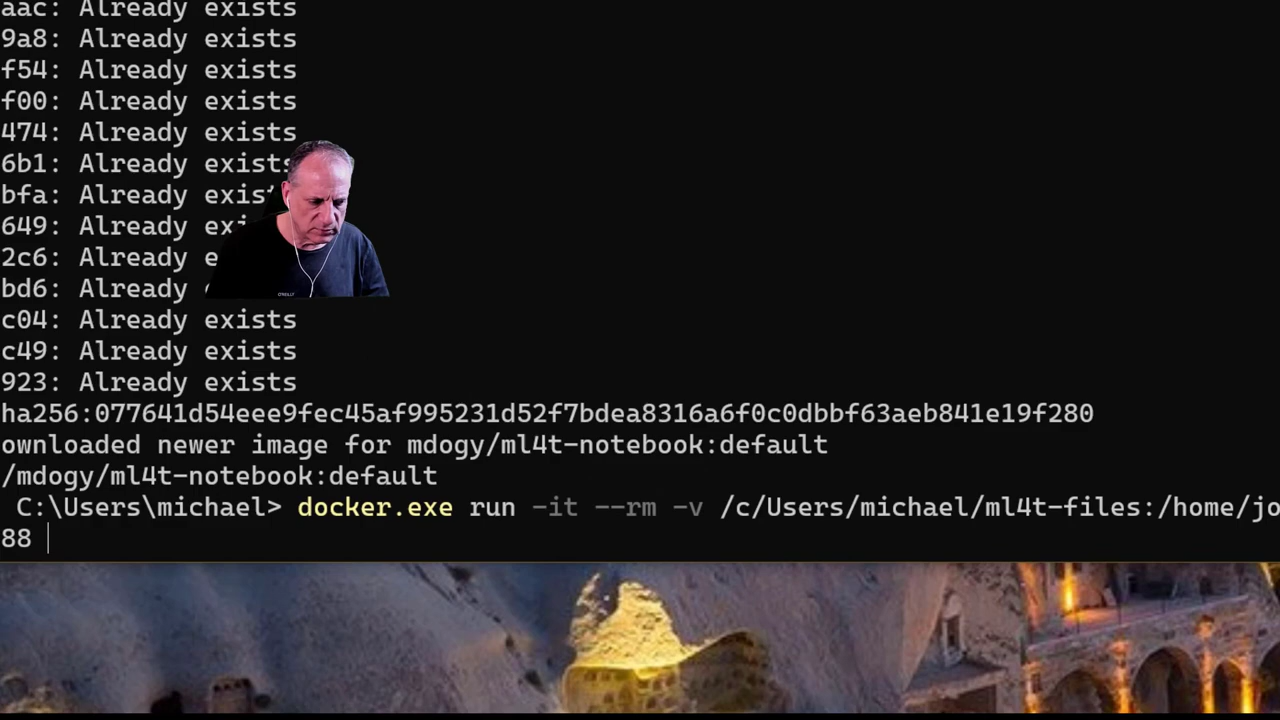 aac: Already exists
9a8: Already exists
f54: Already exists
f00: Already exists
474: Already exists
6b1: Already exists
bfa: Already exis
649: Already exi
2c6: Already e
bd6: Already
c04: Already exists
c49: Already exists
923: Already exists
ha256:077641d54eee9fec45af995231d52f7bdea8316a6f0c0dbbf63aeb841e19f280
ownloaded newer image for mdogy/ml4t-notebook:default
/mdogy/ml4t-notebook:default
C:\Users\michael> docker.exe run -it --rm -v /c/Users/michael/ml4t-files:/home/jo
88
O'REILLY